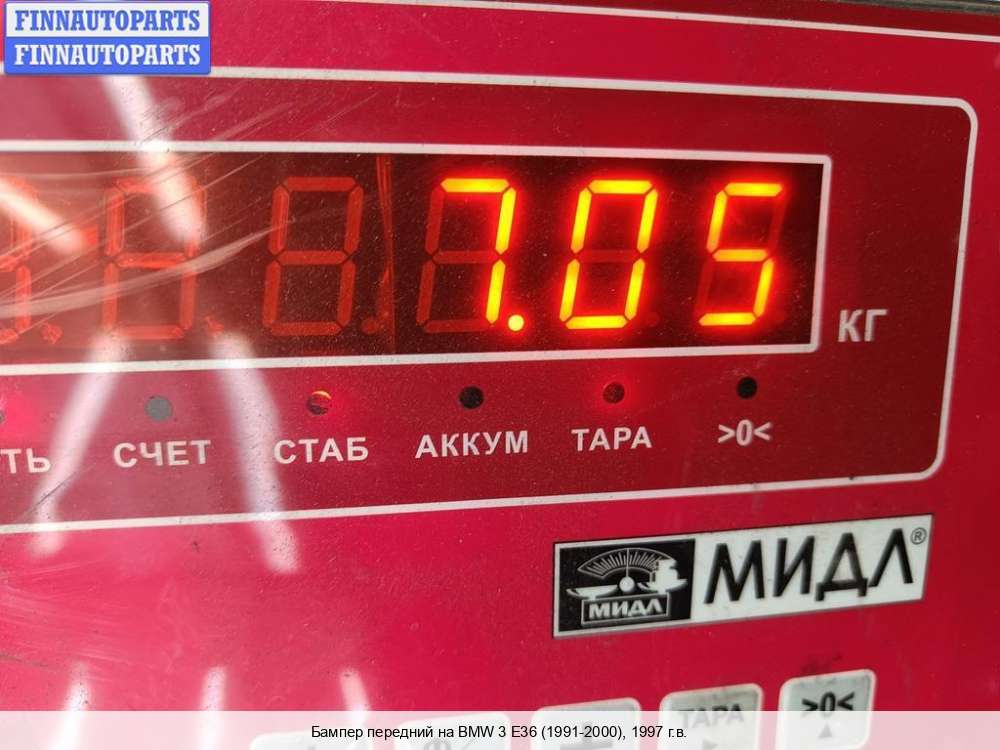 FINNAUTOPARTS
FINNAUTOPARTS
7.05
КГ
СЧЕТ СТАБ АККУМ ТАРА >0<
МИДЛ МИДЛ®
ТАРА >0<
Бампер передний на BMW 3 E36 (1991-2000), 1997 г.в.